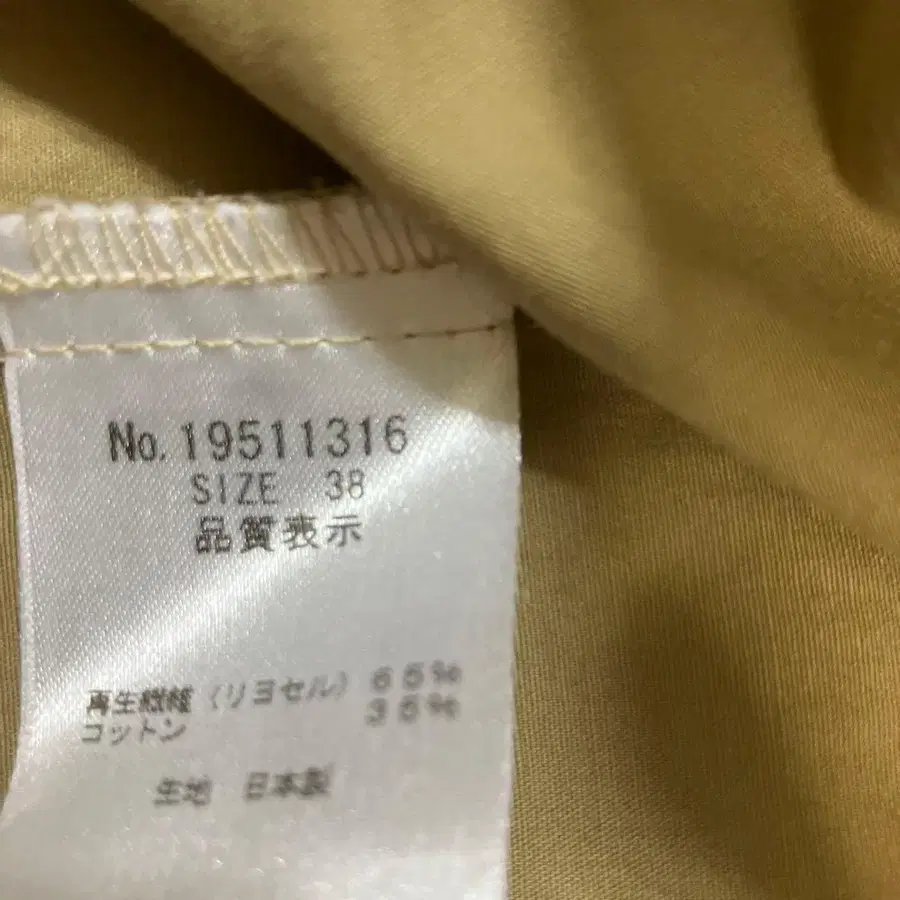 No.19511316
SIZE 38
品質表示
再生繊維（リヨセル）65%
コットン 35%
生地 日本製